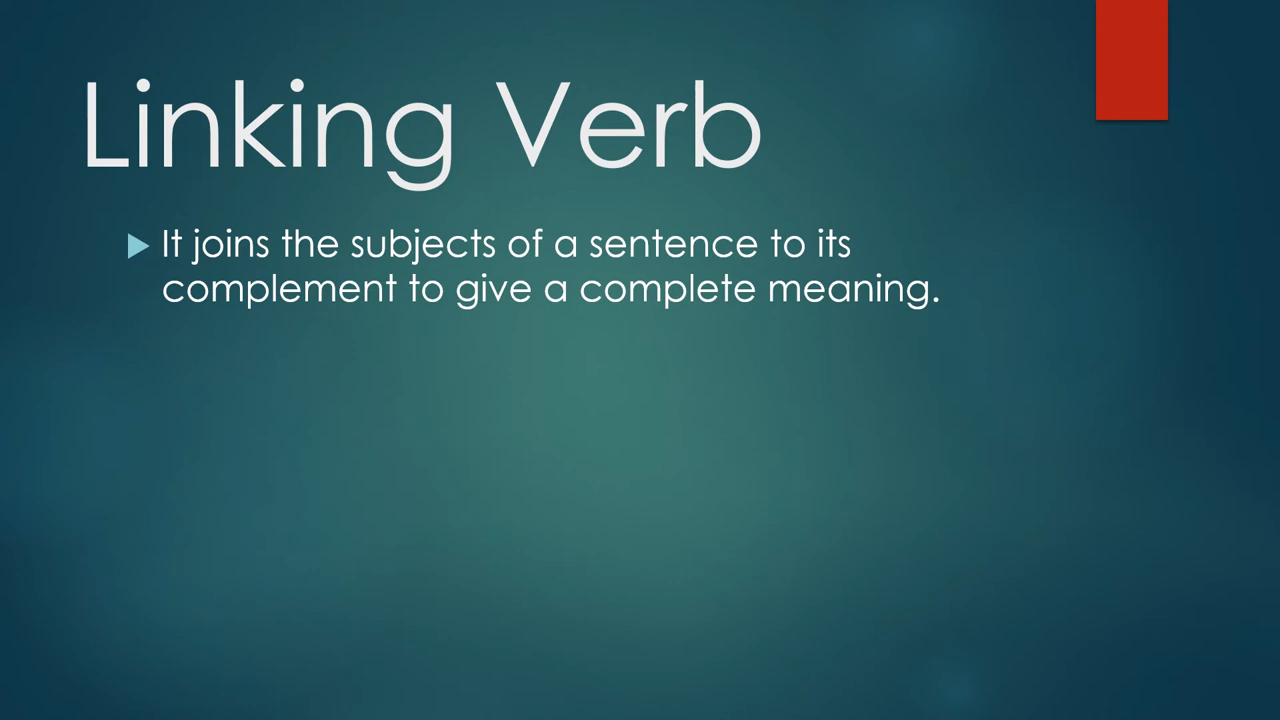 Linking Verb
It joins the subjects of a sentence to its
complement to give a complete meaning.